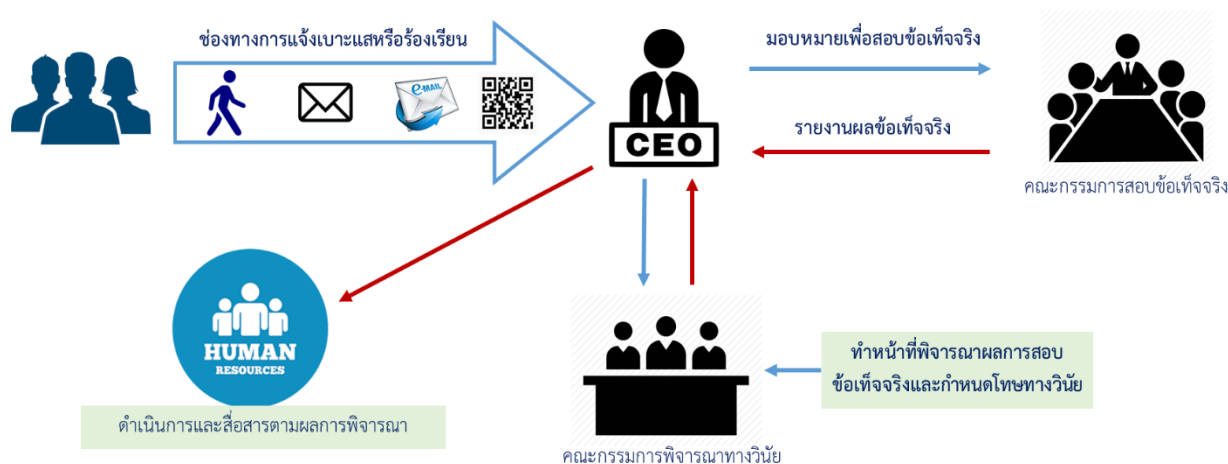 ช่องทางการแจ้งเบาะแสหรือร้องเรียน
e-MAIL
CEO
มอบหมายเพื่อสอบข้อเท็จจริง
รายงานผลข้อเท็จจริง
คณะกรรมการสอบข้อเท็จจริง
HUMAN
RESOURCES
ดำเนินการและสื่อสารตามผลการพิจารณา
คณะกรรมการพิจารณาทางวินัย
ทำหน้าที่พิจารณาผลการสอบ
ข้อเท็จจริงและกำหนดโทษทางวินัย